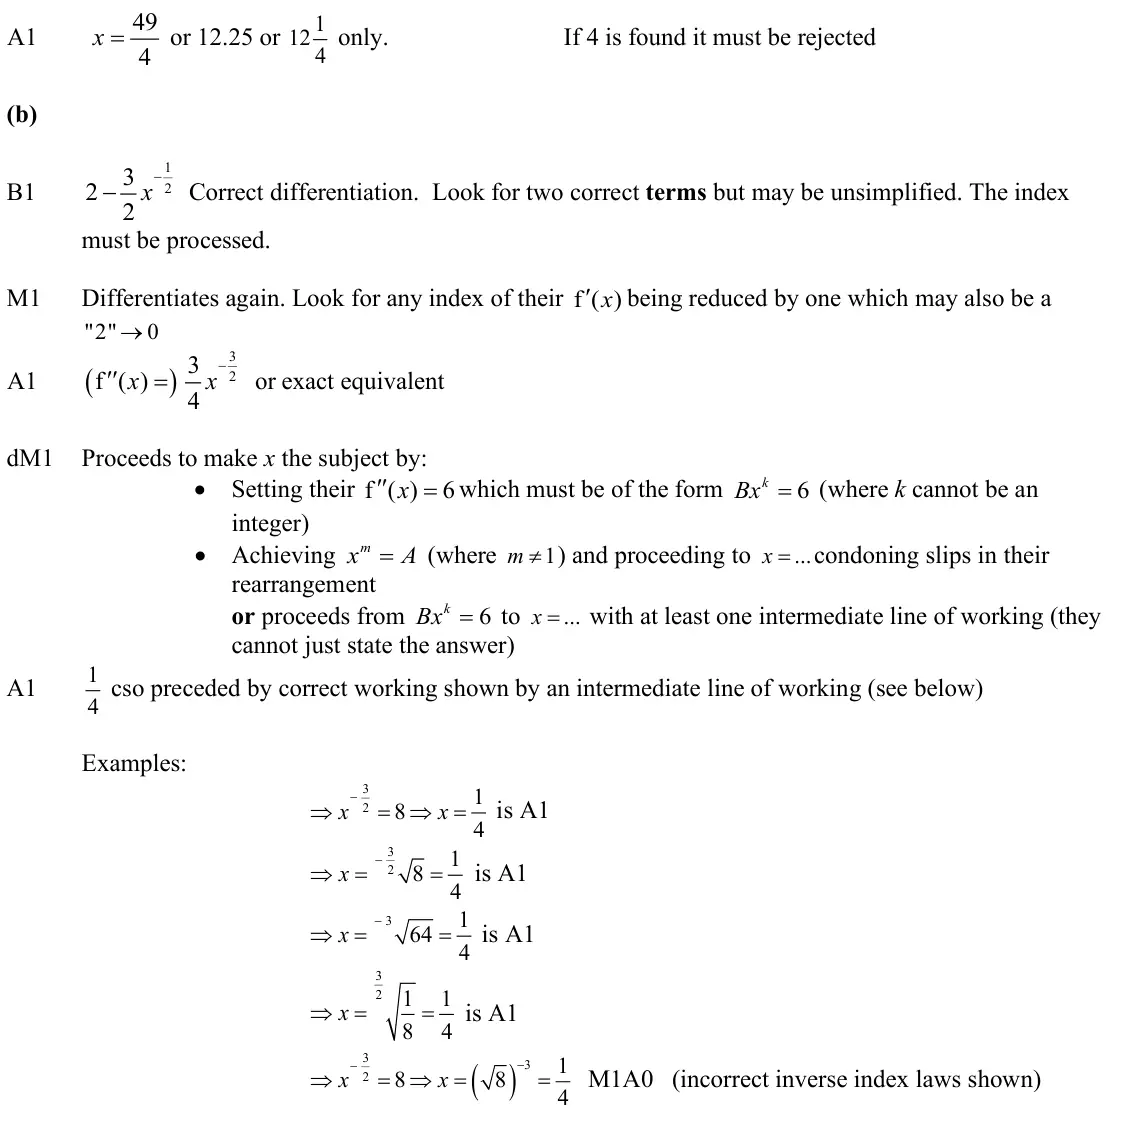 A1 x = 49/4 or 12.25 or 12 1/4 only. If 4 is found it must be rejected
(b)
B1 2 − 3/2 x^(−1/2) Correct differentiation. Look for two correct terms but may be unsimplified. The index
must be processed.
M1 Differentiates again. Look for any index of their f′(x) being reduced by one which may also be a
"2" → 0
A1 (f″(x) =) 3/4 x^(−3/2) or exact equivalent
dM1 Proceeds to make x the subject by:
• Setting their f″(x) = 6 which must be of the form Bx^k = 6 (where k cannot be an
integer)
• Achieving x^m = A (where m ≠ 1) and proceeding to x = ... condoning slips in their
rearrangement
or proceeds from Bx^k = 6 to x = ... with at least one intermediate line of working (they
cannot just state the answer)
A1 1/4 cso preceded by correct working shown by an intermediate line of working (see below)
Examples:
⇒ x^(−3/2) = 8 ⇒ x = 1/4 is A1
⇒ x = ^(−3/2)√8 = 1/4 is A1
⇒ x = ^(−3)√64 = 1/4 is A1
⇒ x = ^(3/2)√(1/8) = 1/4 is A1
⇒ x^(−3/2) = 8 ⇒ x = (√8)^(−3) = 1/4 M1A0 (incorrect inverse index laws shown)